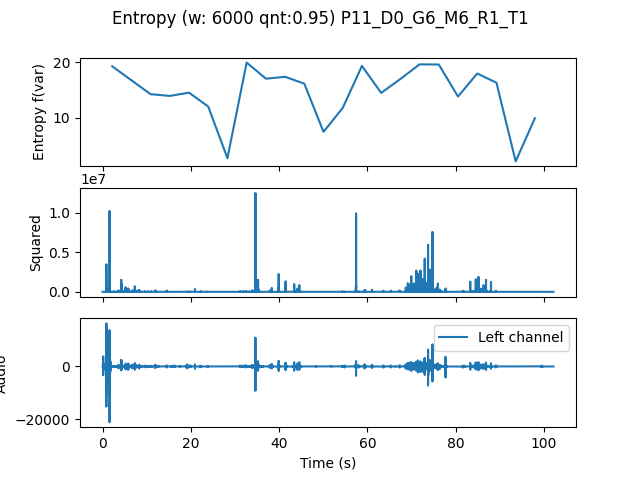 Entropy (w: 6000 qnt:0.95) P11_D0_G6_M6_R1_T1
Entropy f(var)
20
10
1e7
Squared
1.0
0.5
0.0
Audio
0
−20000
Left channel
0 20 40 60 80 100
Time (s)